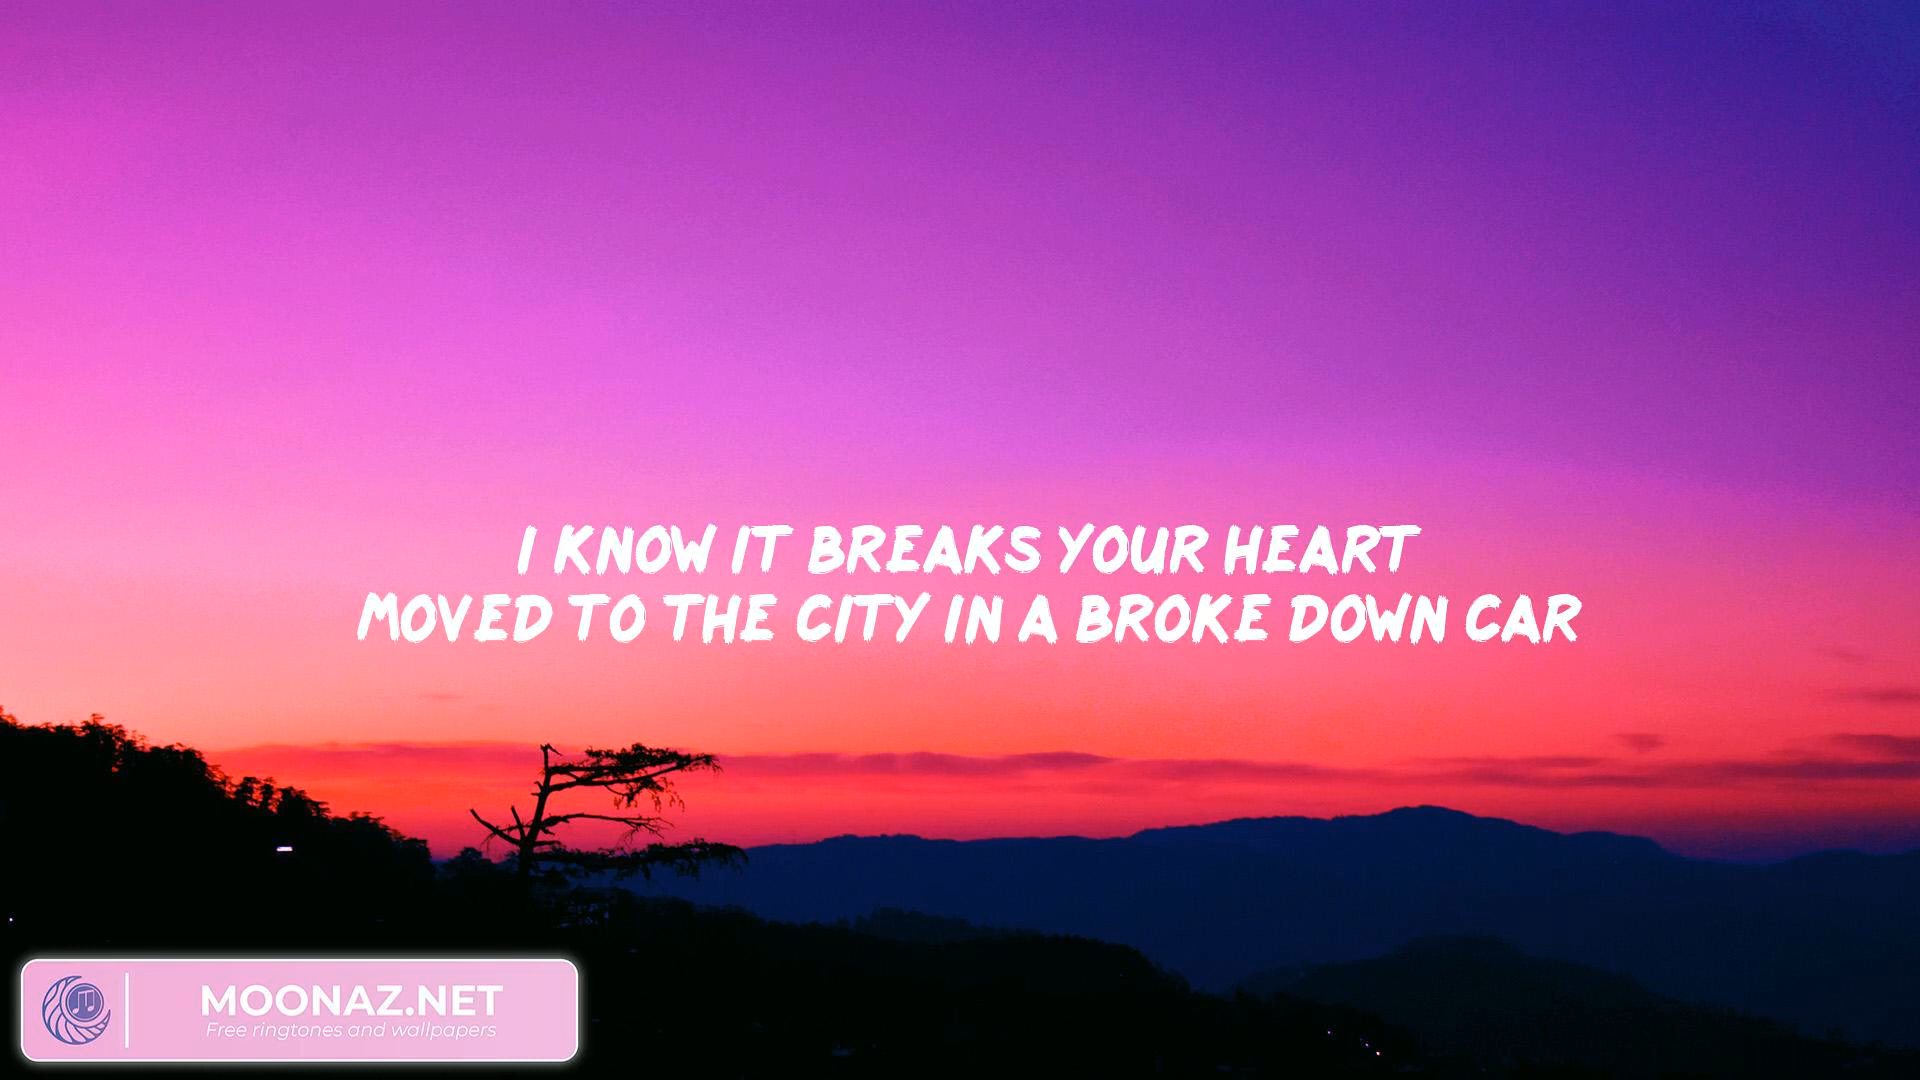 I KNOW IT BREAKS YOUR HEART
MOVED TO THE CITY IN A BROKE DOWN CAR
MOONAZ.NET
Free ringtones and wallpapers